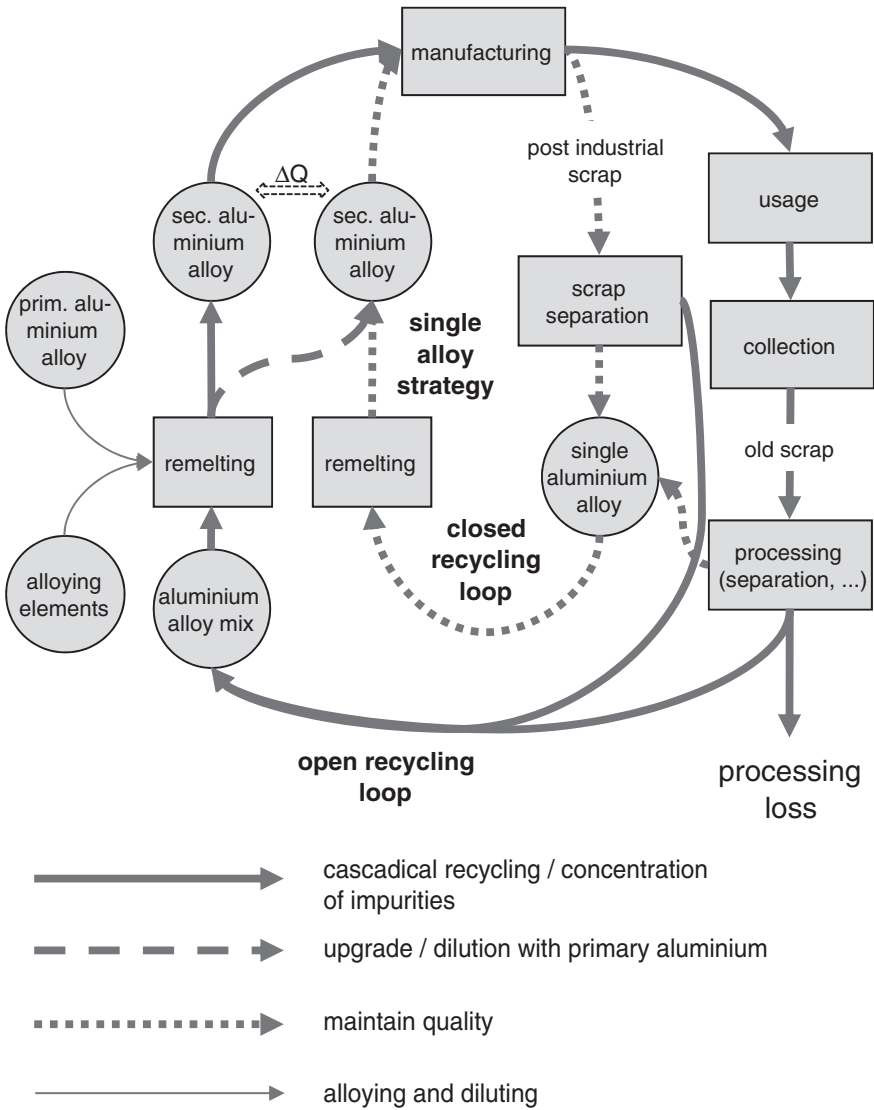 manufacturing
post industrial
scrap
ΔQ
usage
sec. alu-
minium
alloy
sec. alu-
minium
alloy
prim. alu-
minium
alloy
scrap
separation
single
alloy
strategy
collection
remelting
remelting
single
aluminium
alloy
old scrap
closed
recycling
loop
processing
(separation, ...)
alloying
elements
aluminium
alloy mix
open recycling
loop
processing
loss
cascadical recycling / concentration
of impurities
upgrade / dilution with primary aluminium
maintain quality
alloying and diluting